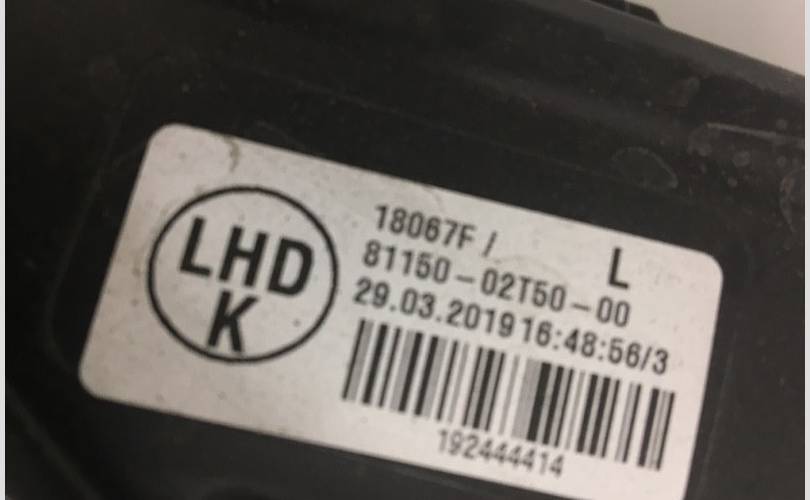 LHD
K
18067F / L
81150-02T50-00
29.03.2019 16:48:56/3
192444414